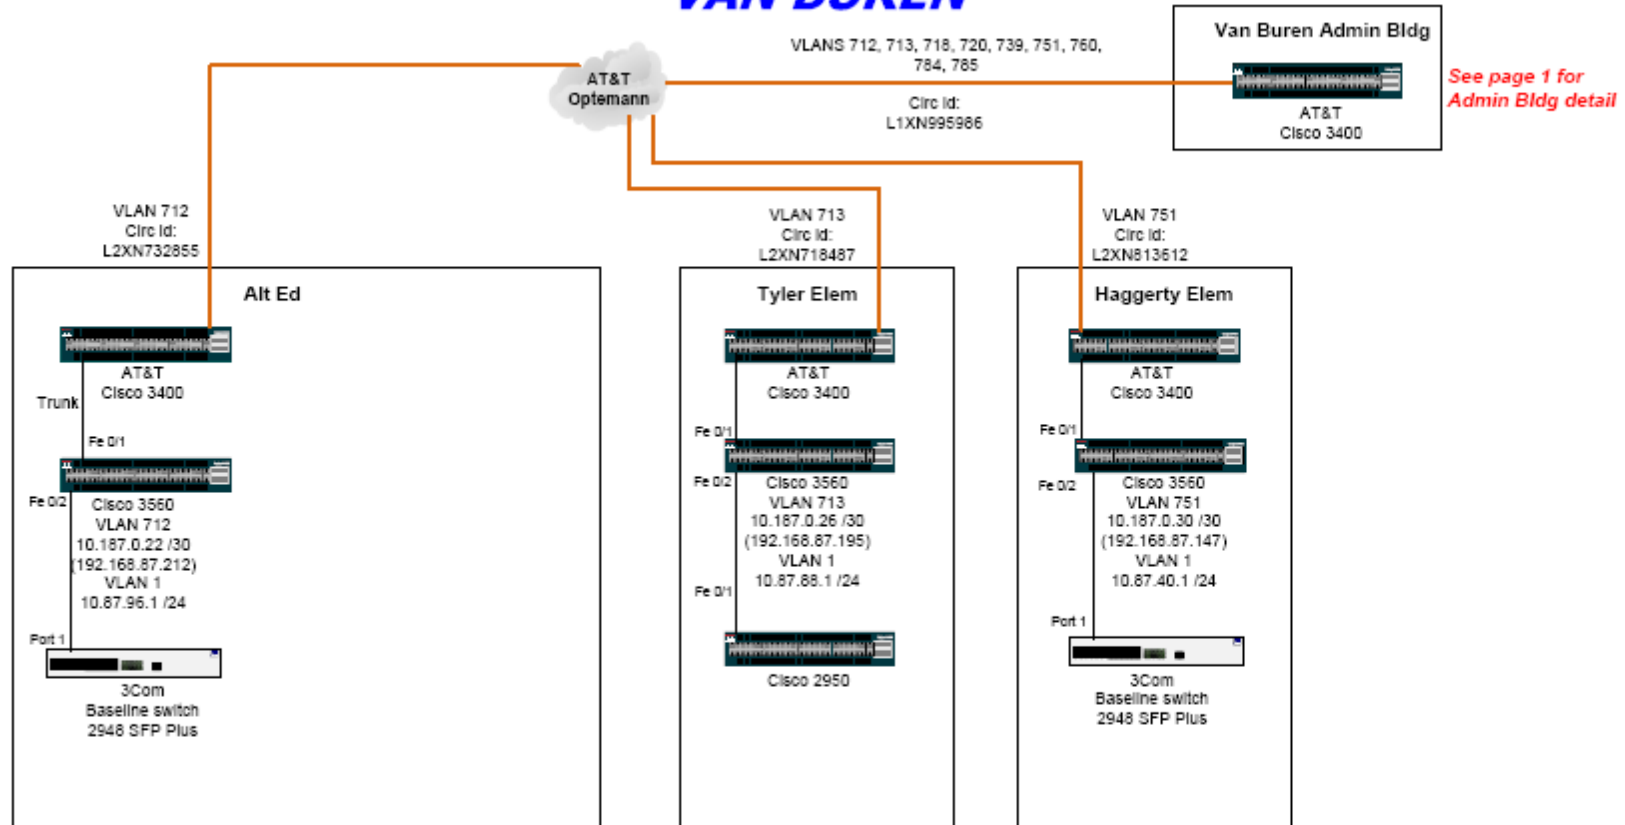 VAN BUREN
VLANS 712, 713, 718, 720, 739, 751, 760,
784, 785
Circ Id:
L1XN995986
AT&T
Optemann
Van Buren Admin Bldg
AT&T
Cisco 3400
See page 1 for
Admin Bldg detail
VLAN 712
Circ Id:
L2XN732855
VLAN 713
Circ Id:
L2XN718487
VLAN 751
Circ Id:
L2XN813612
Alt Ed
AT&T
Cisco 3400
Trunk
Fe 0/1
Fe 0/2
Cisco 3560
VLAN 712
10.187.0.22 /30
(192.168.87.212)
VLAN 1
10.87.96.1 /24
Port 1
3Com
Baseline switch
2948 SFP Plus
Tyler Elem
AT&T
Cisco 3400
Fe 0/1
Fe 0/2
Cisco 3560
VLAN 713
10.187.0.26 /30
(192.168.87.195)
VLAN 1
10.87.88.1 /24
Fe 0/1
Cisco 2950
Haggerty Elem
AT&T
Cisco 3400
Fe 0/1
Fe 0/2
Cisco 3560
VLAN 751
10.187.0.30 /30
(192.168.87.147)
VLAN 1
10.87.40.1 /24
Port 1
3Com
Baseline switch
2948 SFP Plus